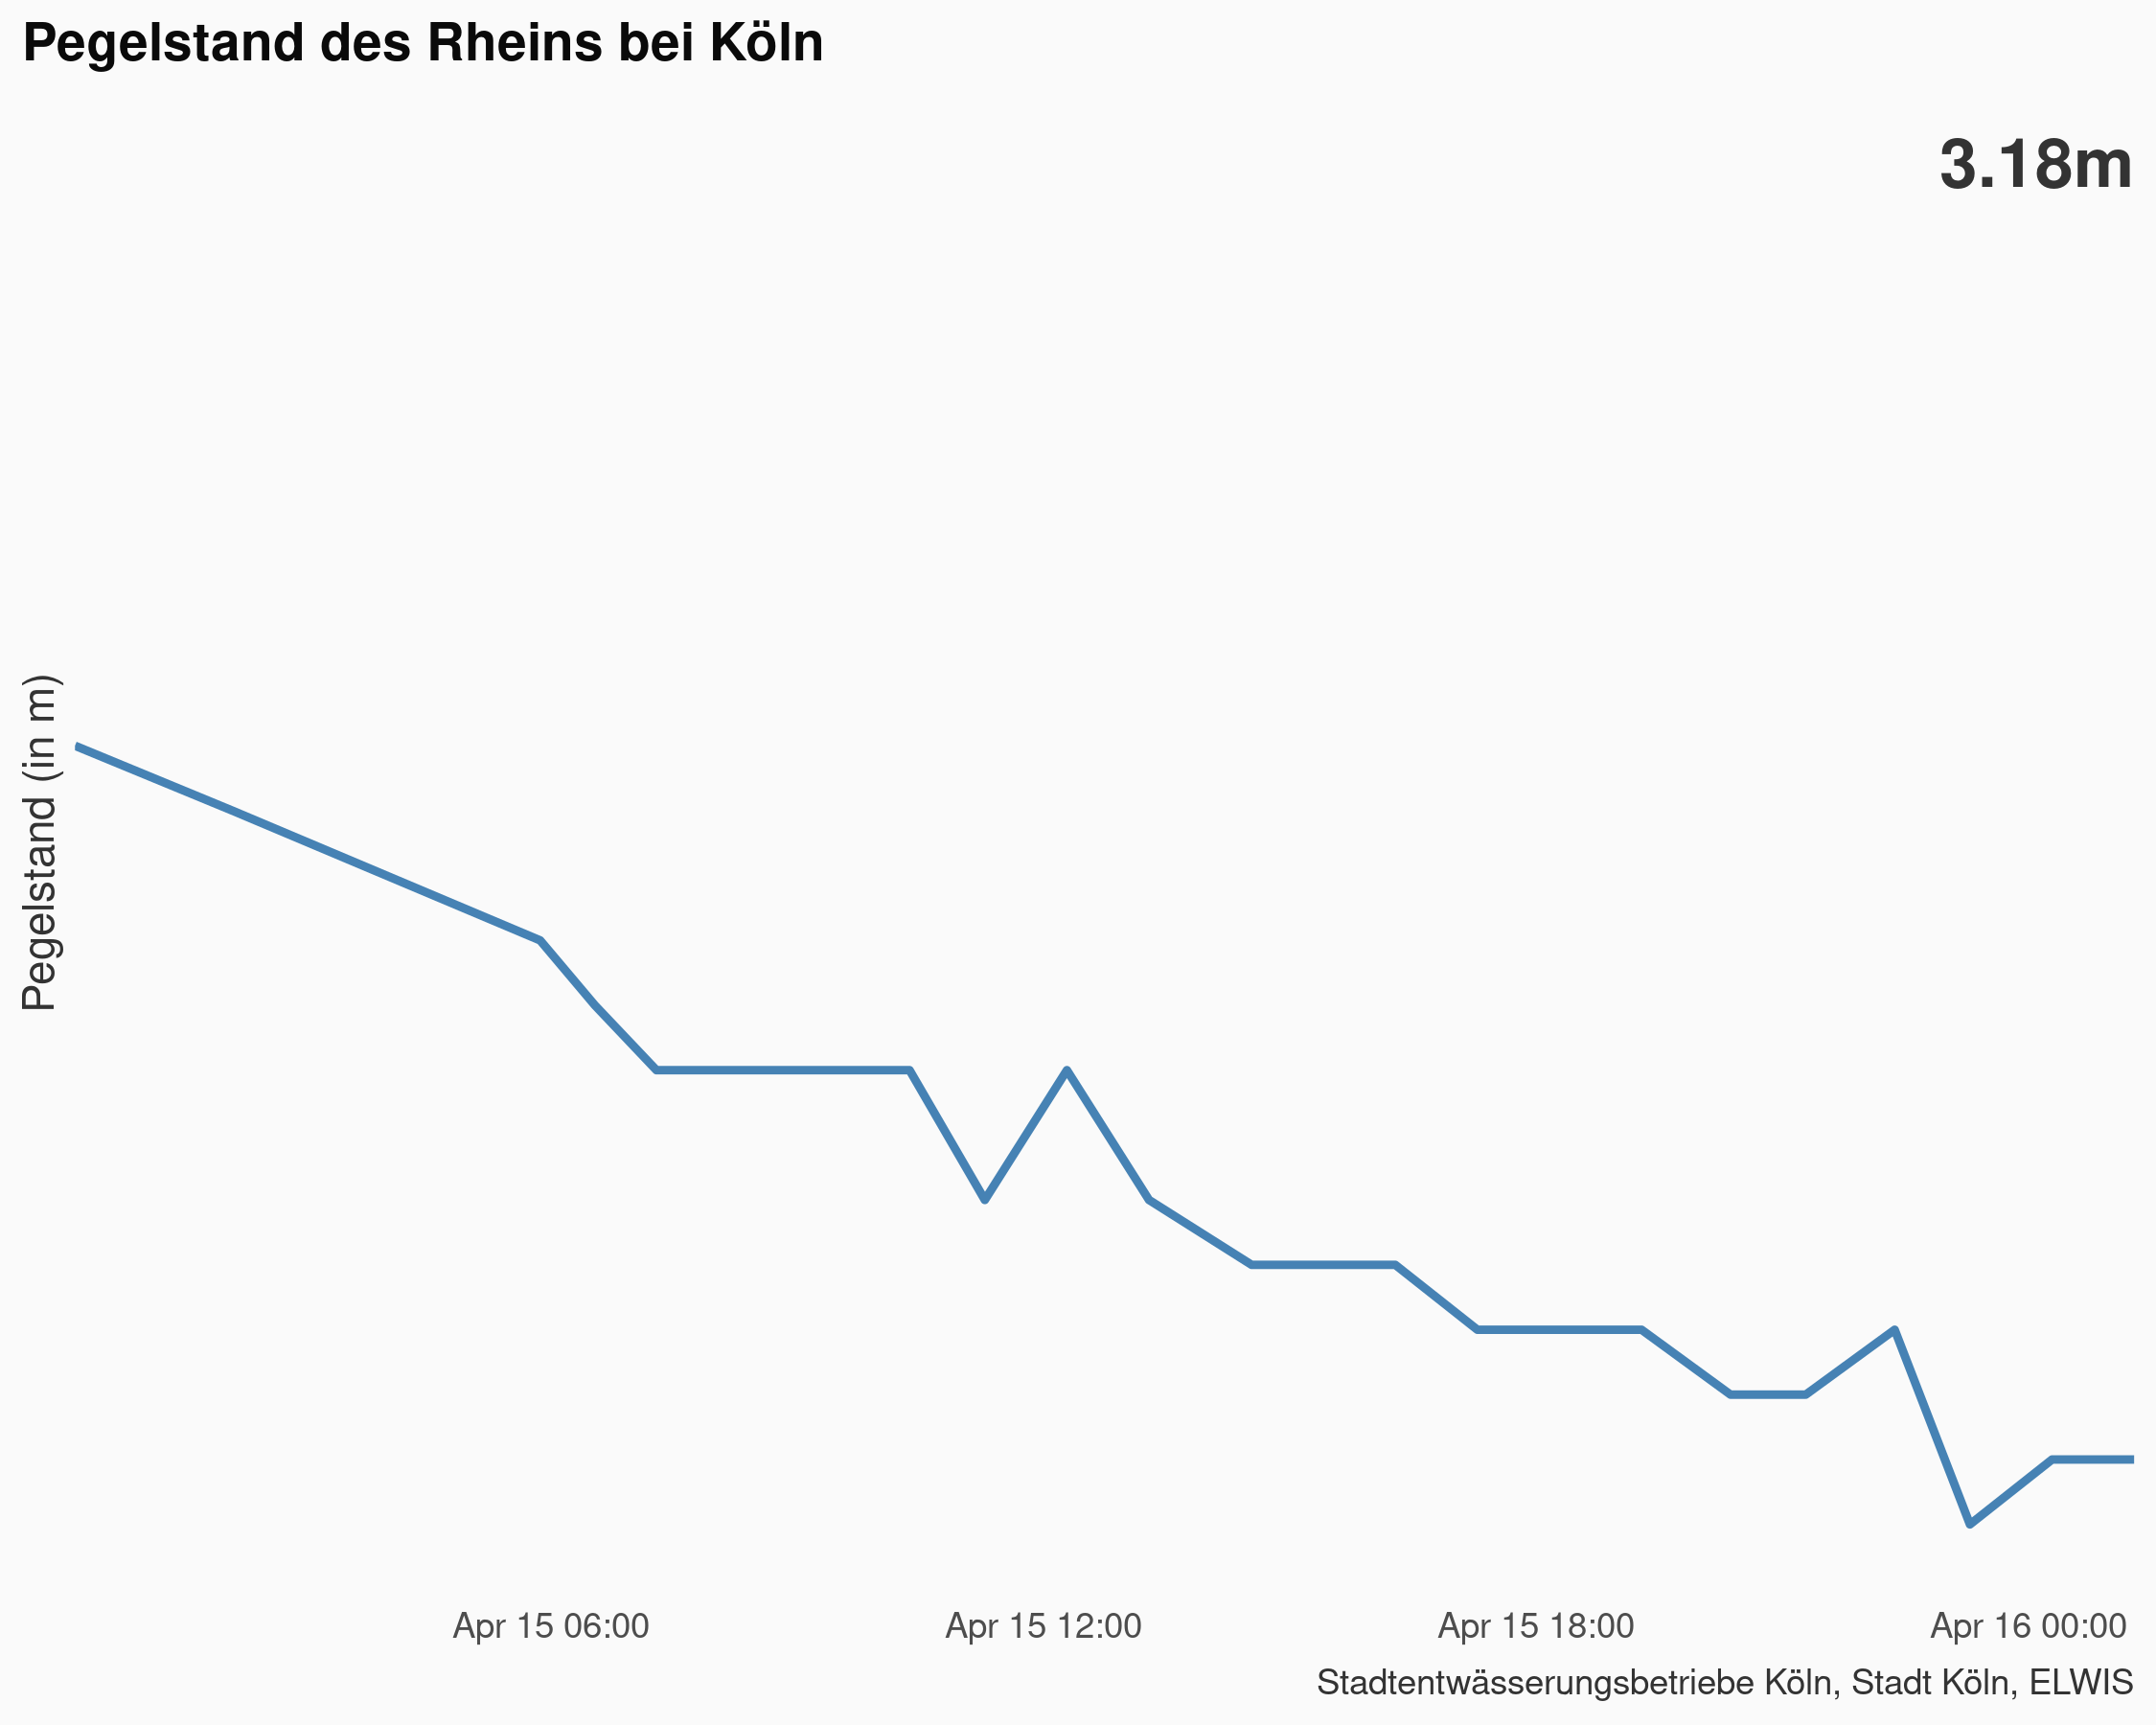 Pegelstand des Rheins bei Köln
3.18m
Pegelstand (in m)
Apr 15 06:00
Apr 15 12:00
Apr 15 18:00
Apr 16 00:00
Stadtentwässerungsbetriebe Köln, Stadt Köln, ELWIS